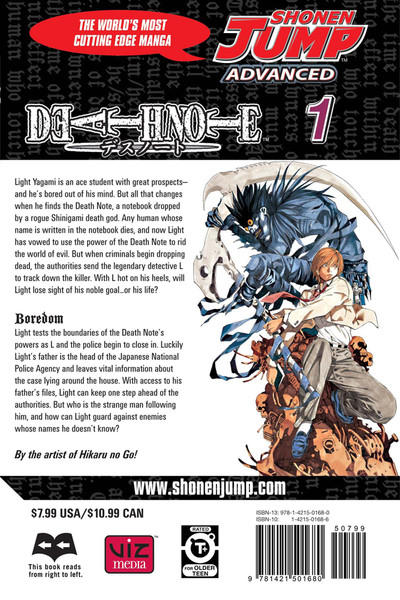 THE WORLD'S MOST
CUTTING EDGE MANGA
SHONEN
JUMP
ADVANCED
DEATHNOTE
デスノート
1
Light Yagami is an ace student with great prospects—
and he's bored out of his mind. But all that changes
when he finds the Death Note, a notebook dropped
by a rogue Shinigami death god. Any human whose
name is written in the notebook dies, and now Light
has vowed to use the power of the Death Note to rid
the world of evil. But when criminals begin dropping
dead, the authorities send the legendary detective L
to track down the killer. With L hot on his heels, will
Light lose sight of his noble goal...or his life?
Boredom
Light tests the boundaries of the Death Note's
powers as L and the police begin to close in. Luckily
Light's father is the head of the Japanese National
Police Agency and leaves vital information about
the case lying around the house. With access to his
father's files, Light can keep one step ahead of the
authorities. But who is the strange man following
him, and how can Light guard against enemies
whose names he doesn't know?
By the artist of Hikaru no Go!
www.shonenjump.com
$7.99 USA/$10.99 CAN
This book reads
from right to left.
VIZ
MEDIA
RATED
T+
FOR OLDER
TEEN
ISBN-13: 978-1-4215-0168-0
ISBN-10: 1-4215-0168-6
50799
9 781421 501680